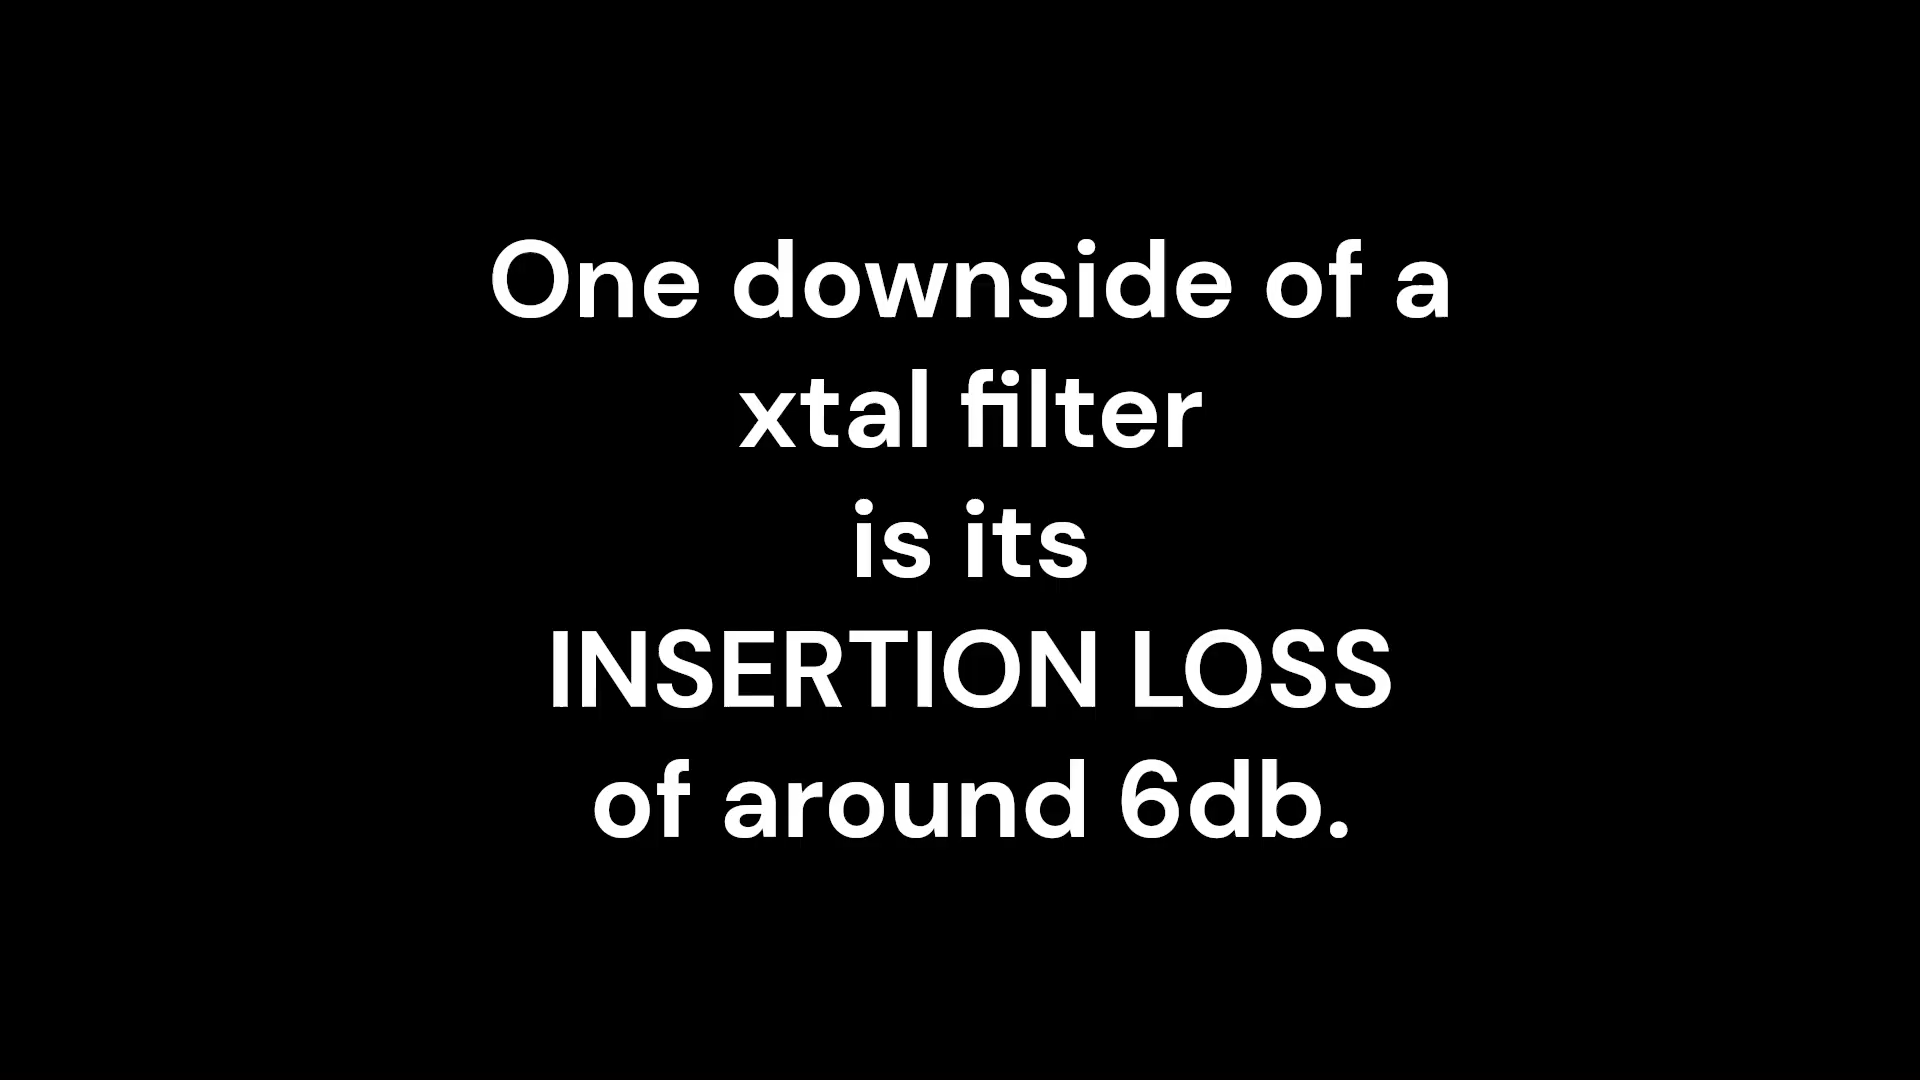 One downside of a
xtal filter
is its
INSERTION LOSS
of around 6db.